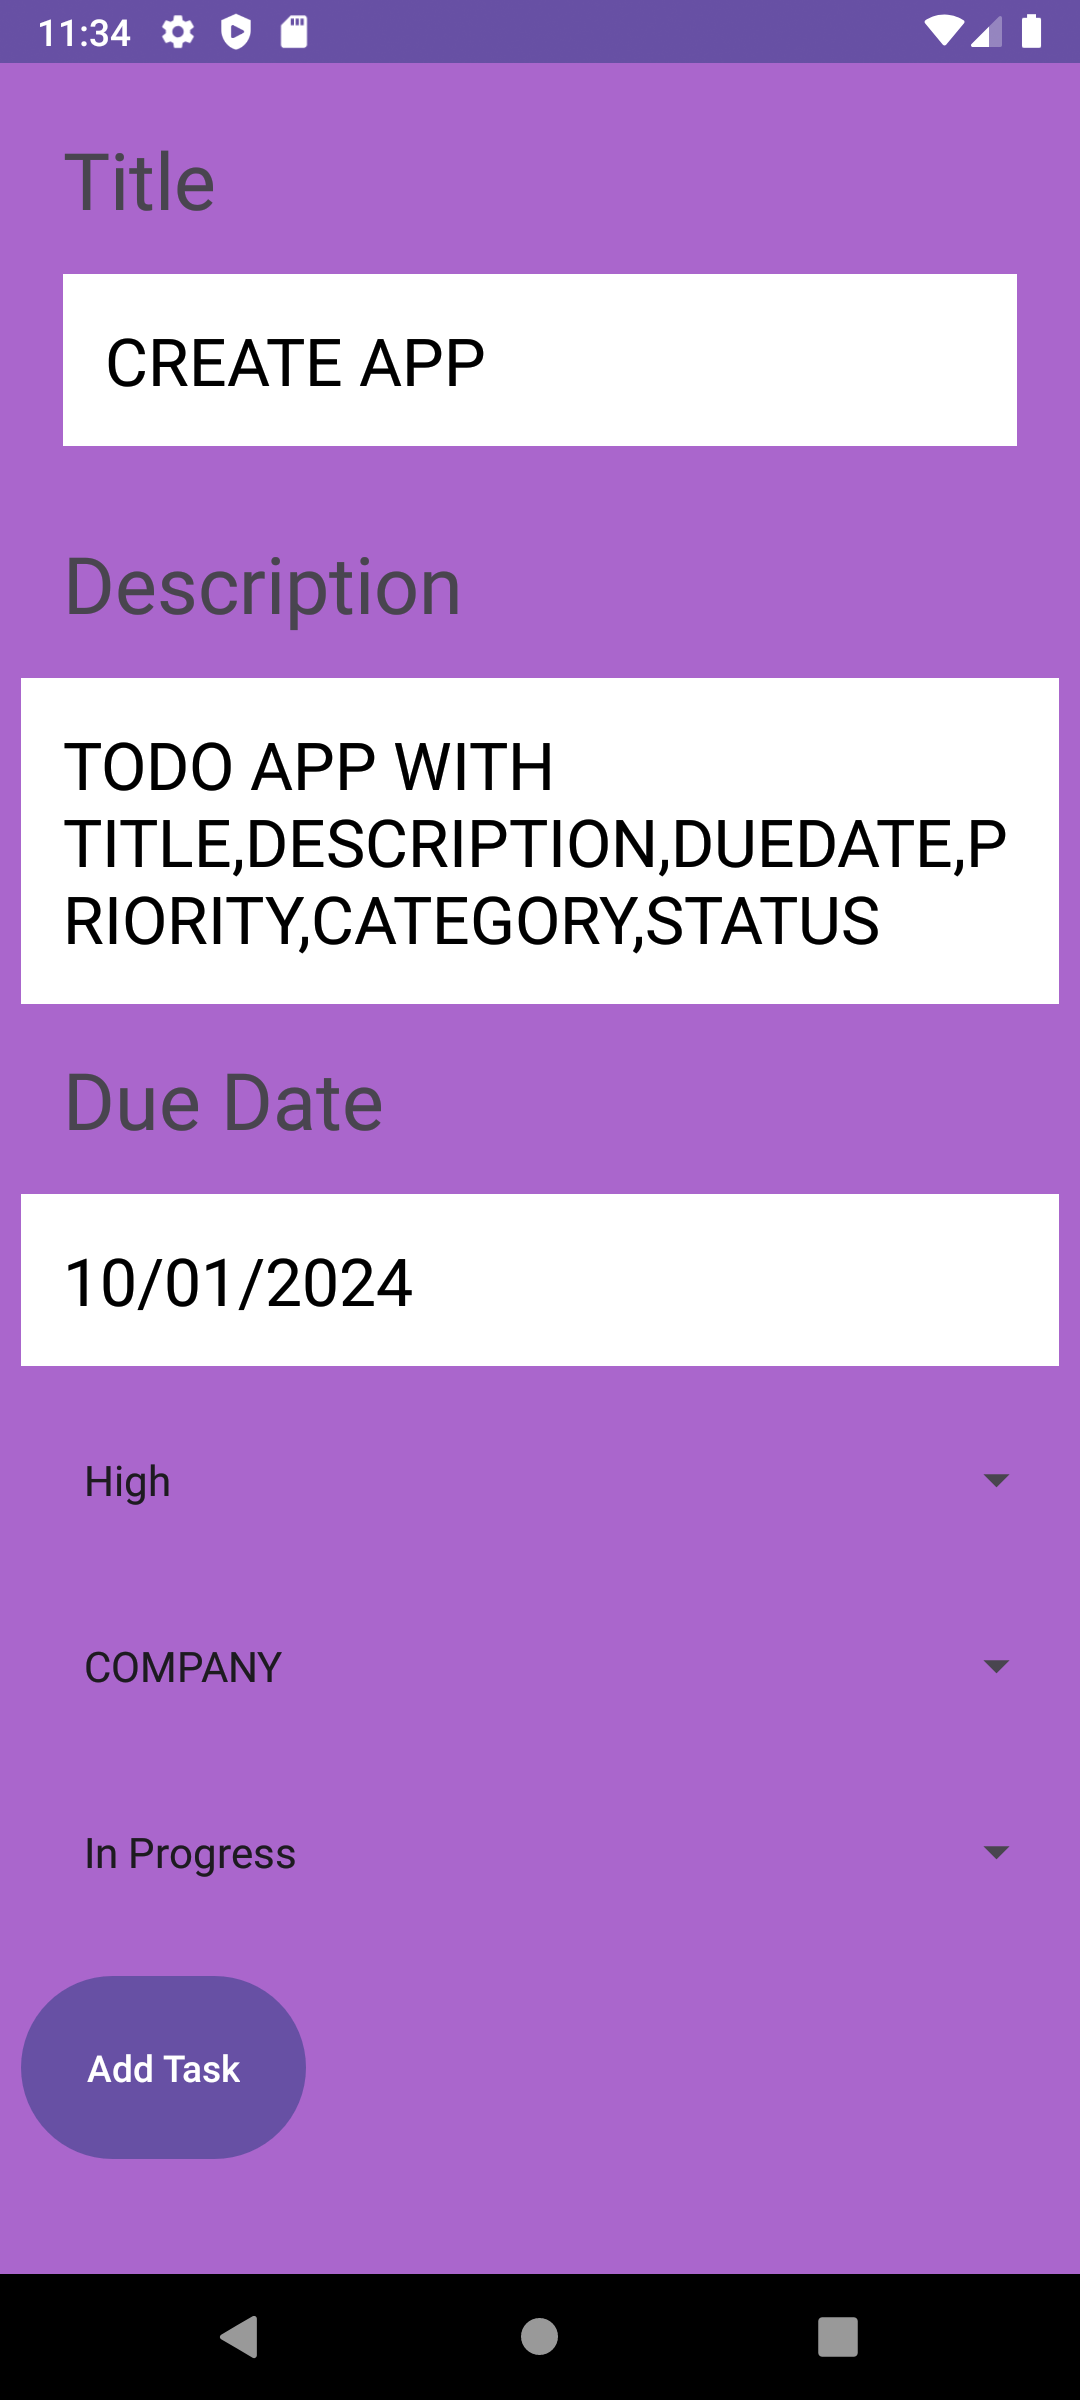 11:34
Title
CREATE APP
Description
TODO APP WITH
TITLE,DESCRIPTION,DUEDATE,P
RIORITY,CATEGORY,STATUS
Due Date
10/01/2024
High
COMPANY
In Progress
Add Task